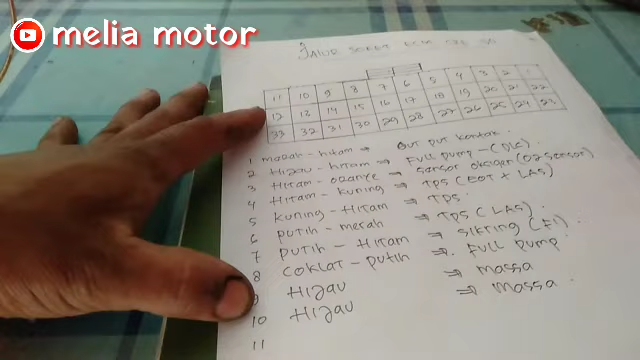 melia motor
JALUR SOKET ECM
11 10 9 8 7 6 5 4 3 2 1
12 13 14 15 16 17 18 19 20 21 22
33 32 31 30 29 28 27 26 25 24 23
1 merah - hitam ⇒ Out put kontak.
2 Hijau - hitam ⇒ Full pump - (DLC)
3 Hitam - orange ⇒ sensor oksigen (O2 sensor)
4 Hitam - kuning ⇒ TPS (EOT + LAS)
5 kuning - Hitam ⇒ TPS.
6 putih - merah ⇒ TPS (LAS).
7 putih - Hitam ⇒ sikring (FI)
8 coklat - putih ⇒ Full pump.
9 Hijau ⇒ massa
10 Hijau ⇒ massa.
11